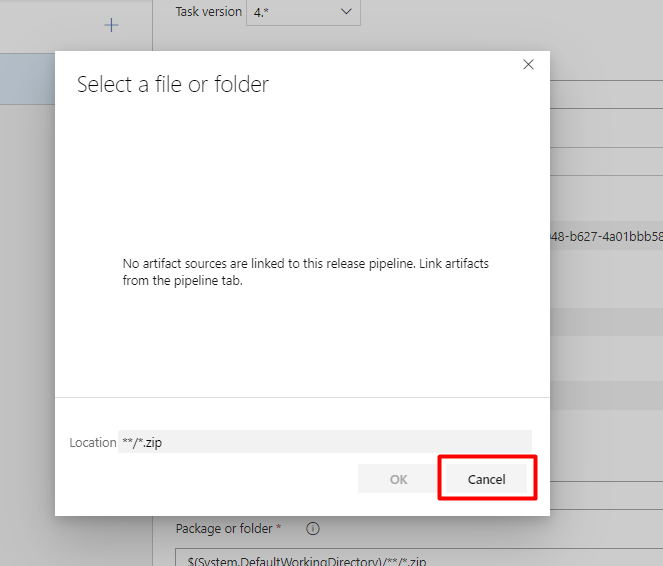 Task version 4.*
Select a file or folder
48-b627-4a01bbb58
No artifact sources are linked to this release pipeline. Link artifacts
from the pipeline tab.
Location **/*.zip
OK Cancel
Package or folder *
$(System.DefaultWorkingDirectory)/**/*.zip